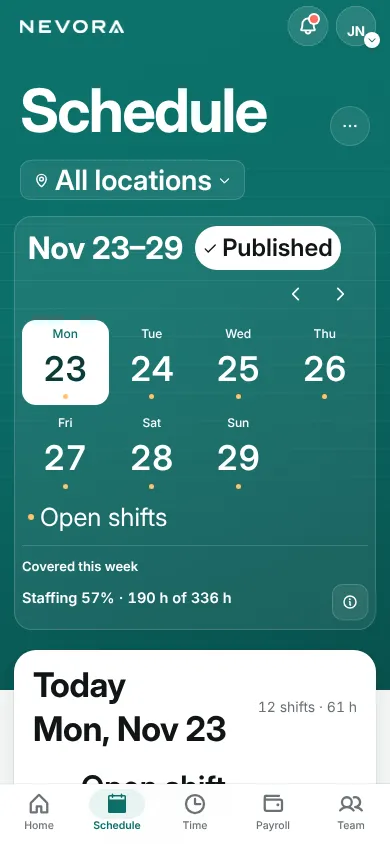 NEVORA
JN
Schedule
All locations
Nov 23–29
Published
Mon
Tue
Wed
Thu
23
24
25
26
Fri
Sat
Sun
27
28
29
Open shifts
Covered this week
Staffing 57% · 190 h of 336 h
Today
Mon, Nov 23
12 shifts · 61 h
Open shift
Home
Schedule
Time
Payroll
Team